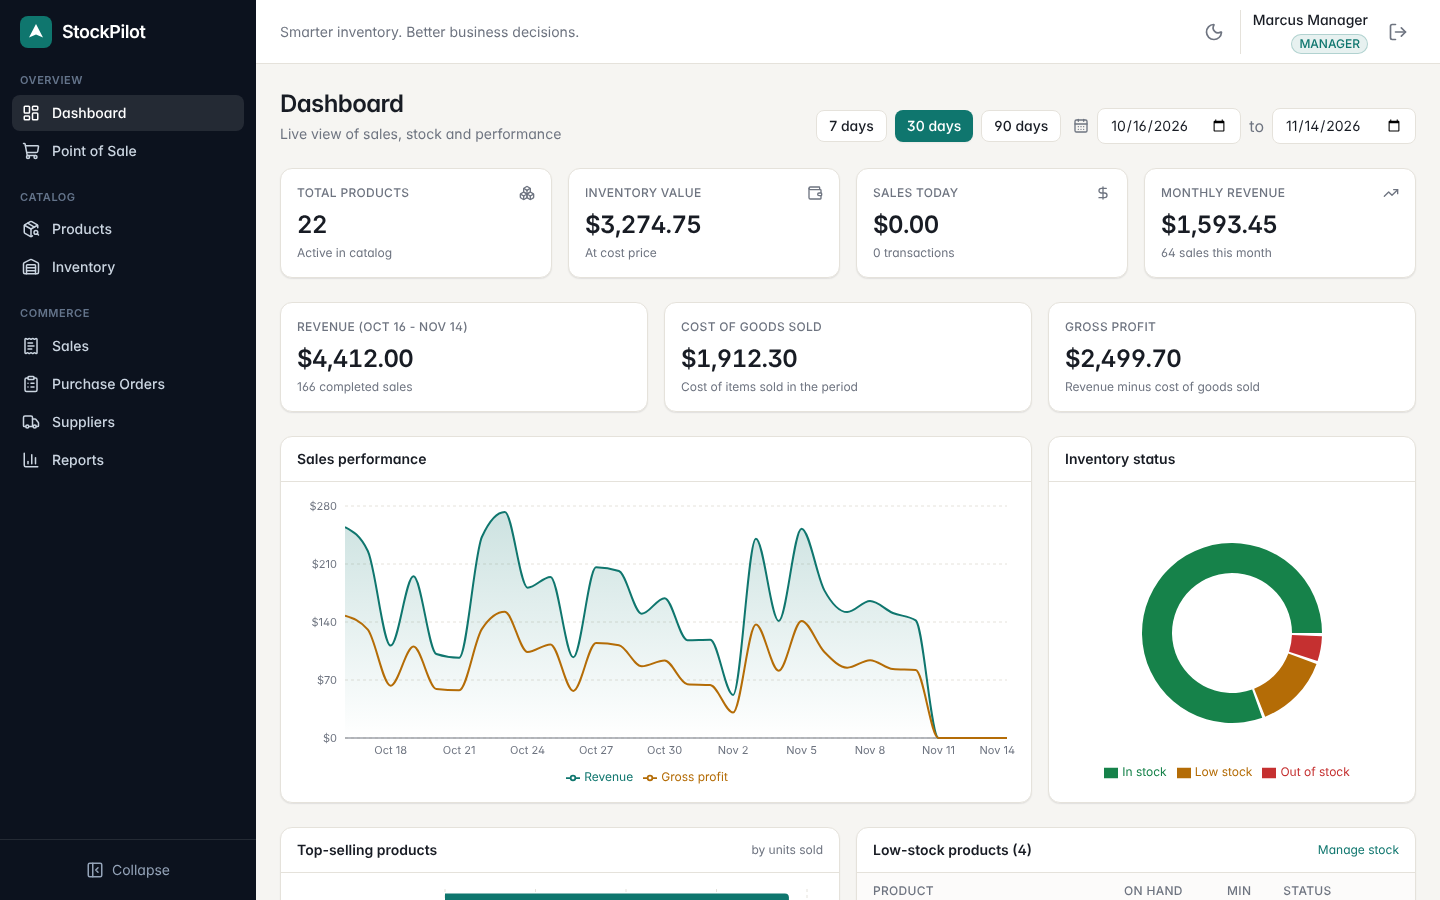 StockPilot
OVERVIEW
Dashboard
Point of Sale
CATALOG
Products
Inventory
COMMERCE
Sales
Purchase Orders
Suppliers
Reports
Collapse
Smarter inventory. Better business decisions.
Marcus Manager
MANAGER
Dashboard
Live view of sales, stock and performance
7 days 30 days 90 days 10/16/2026 to 11/14/2026
TOTAL PRODUCTS
22
Active in catalog
INVENTORY VALUE
$3,274.75
At cost price
SALES TODAY
$0.00
0 transactions
MONTHLY REVENUE
$1,593.45
64 sales this month
REVENUE (OCT 16 - NOV 14)
$4,412.00
166 completed sales
COST OF GOODS SOLD
$1,912.30
Cost of items sold in the period
GROSS PROFIT
$2,499.70
Revenue minus cost of goods sold
Sales performance
$280
$210
$140
$70
$0
Oct 18 Oct 21 Oct 24 Oct 27 Oct 30 Nov 2 Nov 5 Nov 8 Nov 11 Nov 14
Revenue Gross profit
Inventory status
In stock Low stock Out of stock
Top-selling products by units sold
Low-stock products (4) Manage stock
PRODUCT ON HAND MIN STATUS